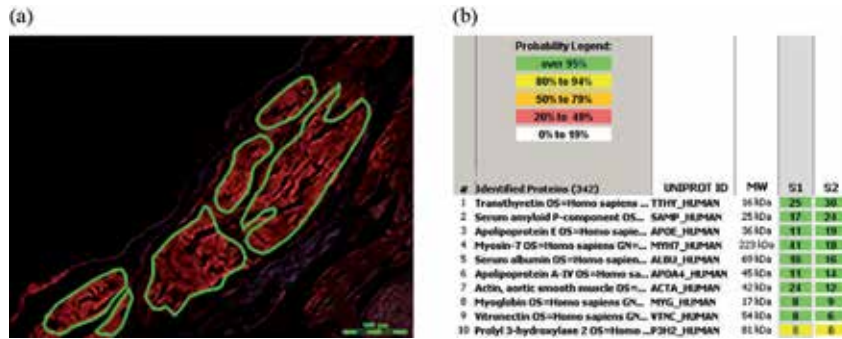 (a)
(b)
Probability Legend:
over 95%
80% to 94%
50% to 79%
20% to 49%
0% to 19%
# Identified Proteins (342) UNIPROT ID MW S1 S2
1 Transthyretin OS=Homo sapiens ... TTHY_HUMAN 16 kDa 25 30
2 Serum amyloid P-component OS... SAMP_HUMAN 25 kDa 17 24
3 Apolipoprotein E OS=Homo sapie... APOE_HUMAN 36 kDa 11 19
4 Myosin-7 OS=Homo sapiens GN=... MYH7_HUMAN 223 kDa 41 18
5 Serum albumin OS=Homo sapien... ALBU_HUMAN 69 kDa 16
6 Apolipoprotein A-IV OS=Homo sa... APOA4_HUMAN 45 kDa 11 14
7 Actin, aortic smooth muscle OS=... ACTA_HUMAN 42 kDa 24 12
8 Myoglobin OS=Homo sapiens GN... MYG_HUMAN 17 kDa 8 9
9 Vitronectin OS=Homo sapiens GN... VTNC_HUMAN 54 kDa 8 6
10 Prolyl 3-hydroxylase 2 OS=Homo ... P3H2_HUMAN 81 kDa